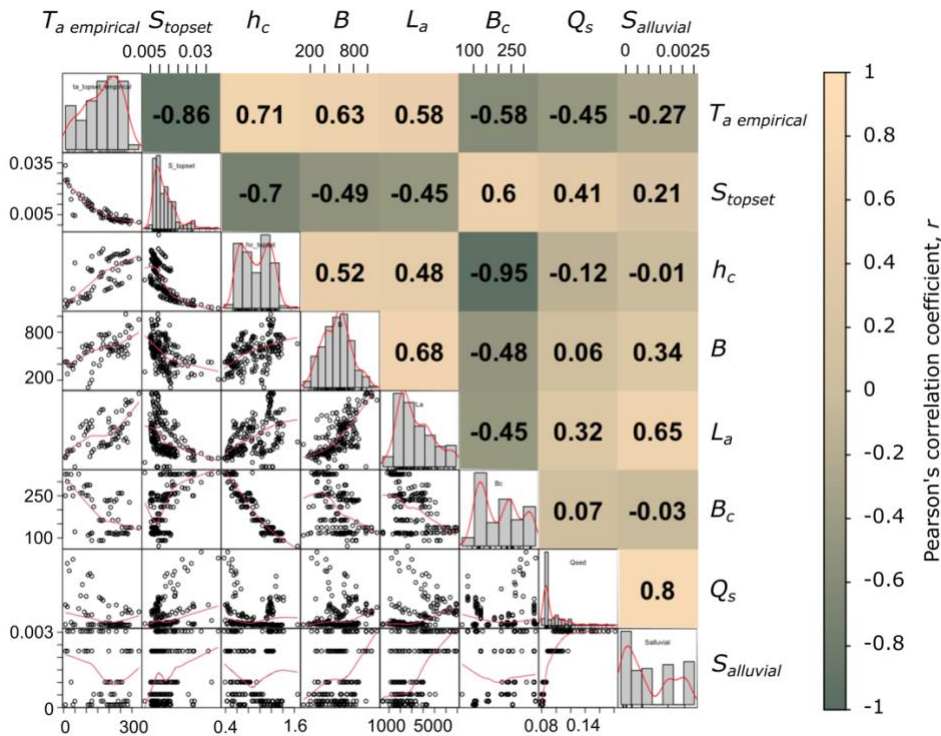 T_a empirical S_topset h_c B L_a B_c Q_s S_alluvial
0.005 0.03 200 800 100 250 0 0.0025
ta_topset_empirical
-0.86 0.71 0.63 0.58 -0.58 -0.45 -0.27 T_a empirical
0.035
0.005
S_topset
-0.7 -0.49 -0.45 0.6 0.41 0.21 S_topset
0.52 0.48 -0.95 -0.12 -0.01 h_c
800
200
B
0.68 -0.48 0.06 0.34 B
La
-0.45 0.32 0.65 L_a
250
100
Bc
0.07 -0.03 B_c
Qsed
0.8 Q_s
0.003
0
Salluvial
S_alluvial
0 300 0.4 1.6 1000 5000 0.08 0.14
1
0.8
0.6
0.4
0.2
0
-0.2
-0.4
-0.6
-0.8
-1
Pearson's correlation coefficient, r